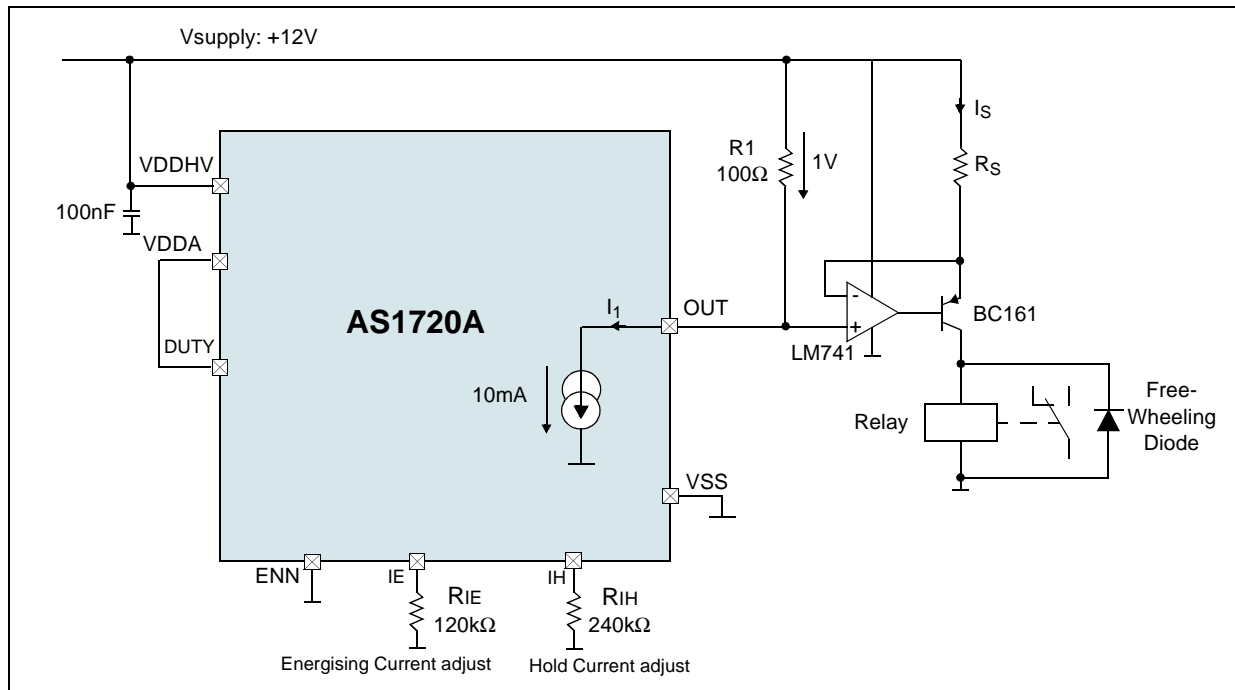 Vsupply: +12V
IS
R1
100Ω
1V
RS
VDDHV
100nF
VDDA
AS1720A
I1
OUT
-
+
BC161
LM741
DUTY
10mA
Relay
Free-
Wheeling
Diode
VSS
ENN
IE
IH
RIE
120kΩ
RIH
240kΩ
Energising Current adjust
Hold Current adjust